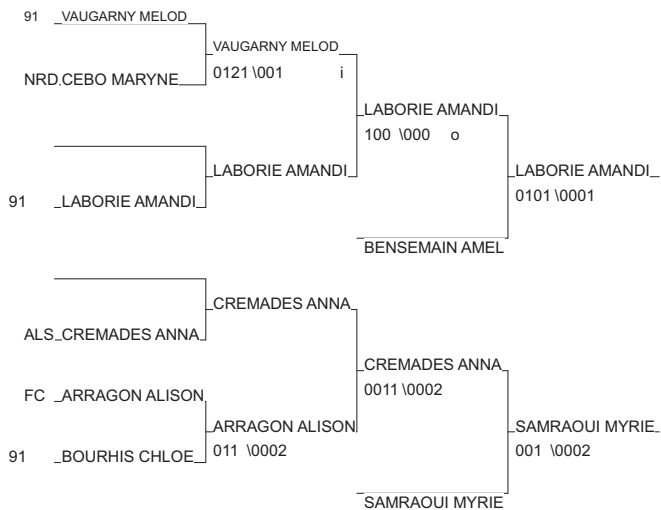 91 VAUGARNY MELOD
VAUGARNY MELOD
NRD CEBO MARYNE
0121 \001 i
LABORIE AMANDI
100 \000 o
LABORIE AMANDI
LABORIE AMANDI
91 LABORIE AMANDI
0101 \0001
BENSEMAIN AMEL
CREMADES ANNA
ALS CREMADES ANNA
CREMADES ANNA
0011 \0002
FC ARRAGON ALISON
ARRAGON ALISON
SAMRAOUI MYRIE
011 \0002
001 \0002
91 BOURHIS CHLOE
SAMRAOUI MYRIE